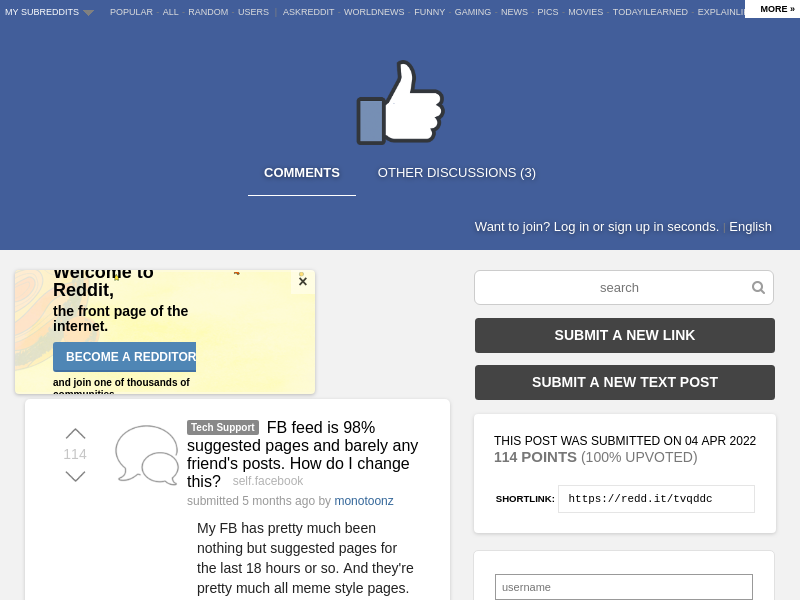 MY SUBREDDITS POPULAR - ALL - RANDOM - USERS | ASKREDDIT - WORLDNEWS - FUNNY - GAMING - NEWS - PICS - MOVIES - TODAYILEARNED - MORE »
COMMENTS OTHER DISCUSSIONS (3)
Want to join? Log in or sign up in seconds. | English
Welcome to
Reddit,
the front page of the
internet.
BECOME A REDDITOR
and join one of thousands of
communities.
×
search
SUBMIT A NEW LINK
SUBMIT A NEW TEXT POST
114
Tech Support FB feed is 98%
suggested pages and barely any
friend's posts. How do I change
this? self.facebook
submitted 5 months ago by monotoonz
My FB has pretty much been
nothing but suggested pages for
the last 18 hours or so. And they're
pretty much all meme style pages.
THIS POST WAS SUBMITTED ON 04 APR 2022
114 POINTS (100% UPVOTED)
SHORTLINK: https://redd.it/tvqddc
username